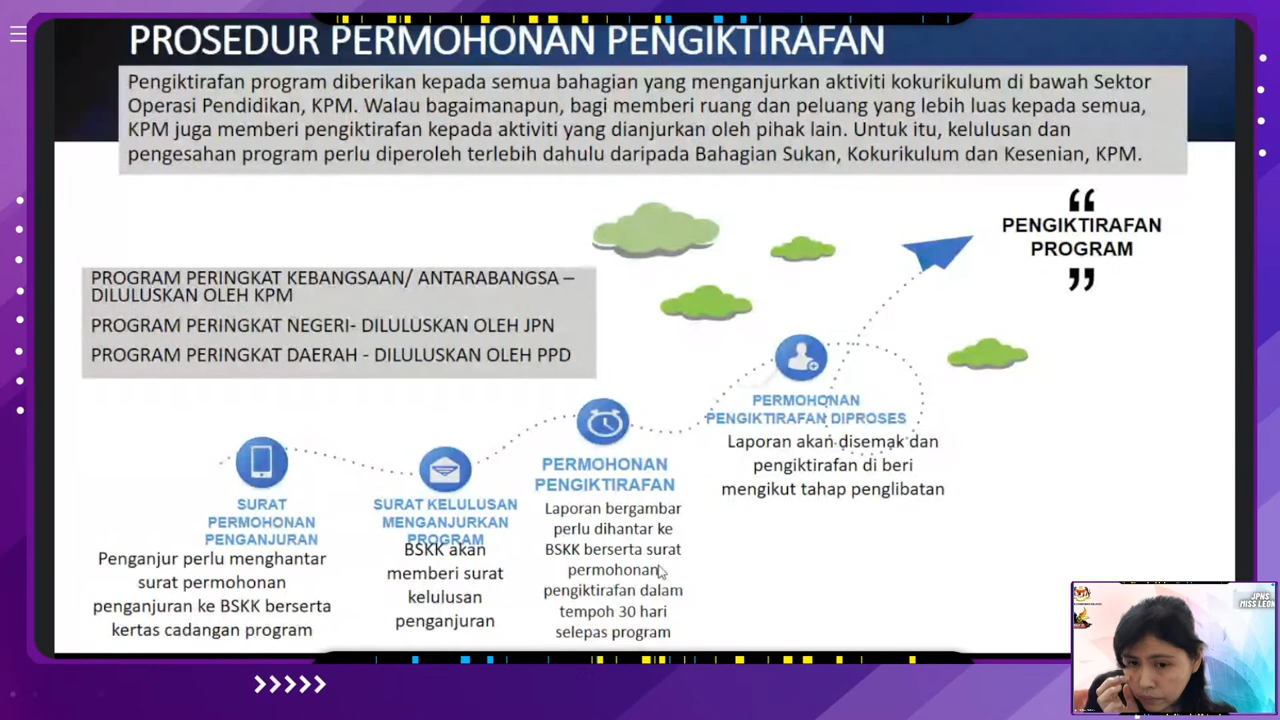 PROSEDUR PERMOHONAN PENGIKTIRAFAN
Pengiktirafan program diberikan kepada semua bahagian yang menganjurkan aktiviti kokurikulum di bawah Sektor
Operasi Pendidikan, KPM. Walau bagaimanapun, bagi memberi ruang dan peluang yang lebih luas kepada semua,
KPM juga memberi pengiktirafan kepada aktiviti yang dianjurkan oleh pihak lain. Untuk itu, kelulusan dan
pengesahan program perlu diperoleh terlebih dahulu daripada Bahagian Sukan, Kokurikulum dan Kesenian, KPM.
“
PENGIKTIRAFAN
PROGRAM
”
PROGRAM PERINGKAT KEBANGSAAN/ ANTARABANGSA –
DILULUSKAN OLEH KPM
PROGRAM PERINGKAT NEGERI- DILULUSKAN OLEH JPN
PROGRAM PERINGKAT DAERAH - DILULUSKAN OLEH PPD
SURAT
PERMOHONAN
PENGANJURAN
Penganjur perlu menghantar
surat permohonan
penganjuran ke BSKK berserta
kertas cadangan program
SURAT KELULUSAN
MENGANJURKAN
PROGRAM
BSKK akan
memberi surat
kelulusan
penganjuran
PERMOHONAN
PENGIKTIRAFAN
Laporan bergambar
perlu dihantar ke
BSKK berserta surat
permohonan
pengiktirafan dalam
tempoh 30 hari
selepas program
PERMOHONAN
PENGIKTIRAFAN DIPROSES
Laporan akan disemak dan
pengiktirafan di beri
mengikut tahap penglibatan
JPNS
MISS LEON